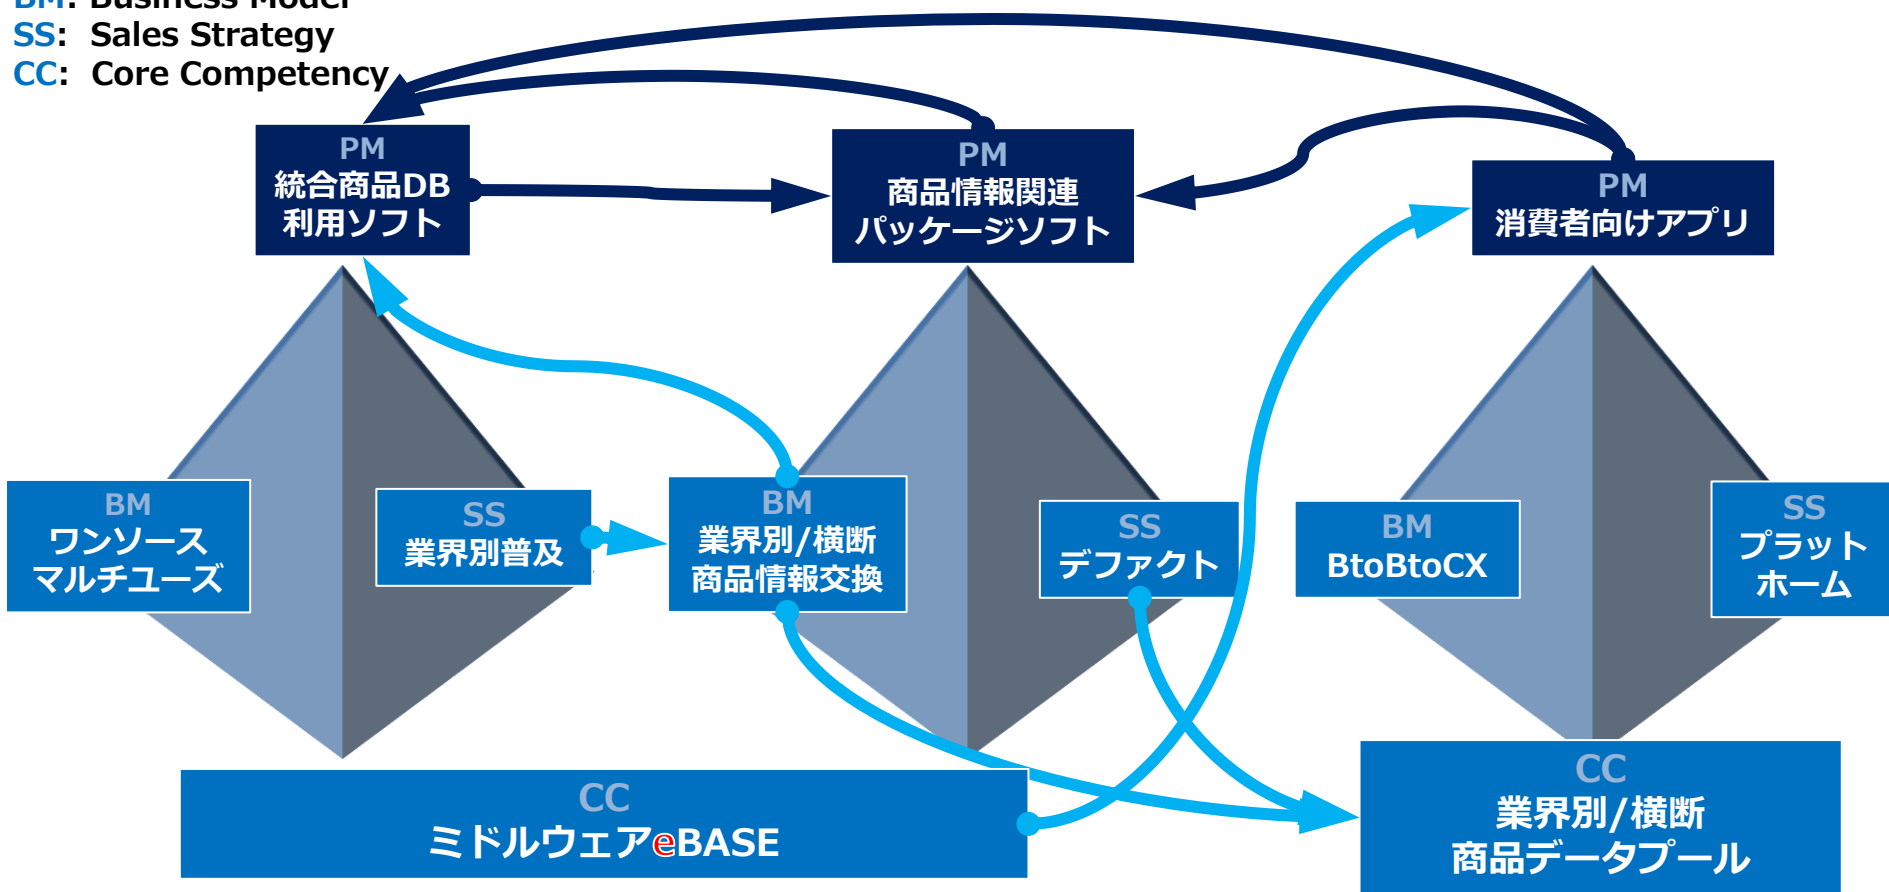 BM: Business Model
SS: Sales Strategy
CC: Core Competency
PM
統合商品DB
利用ソフト
PM
商品情報関連
パッケージソフト
PM
消費者向けアプリ
BM
ワンソース
マルチユーズ
SS
業界別普及
BM
業界別/横断
商品情報交換
SS
デファクト
BM
BtoBtoCX
SS
プラット
ホーム
CC
ミドルウェアeBASE
CC
業界別/横断
商品データプール